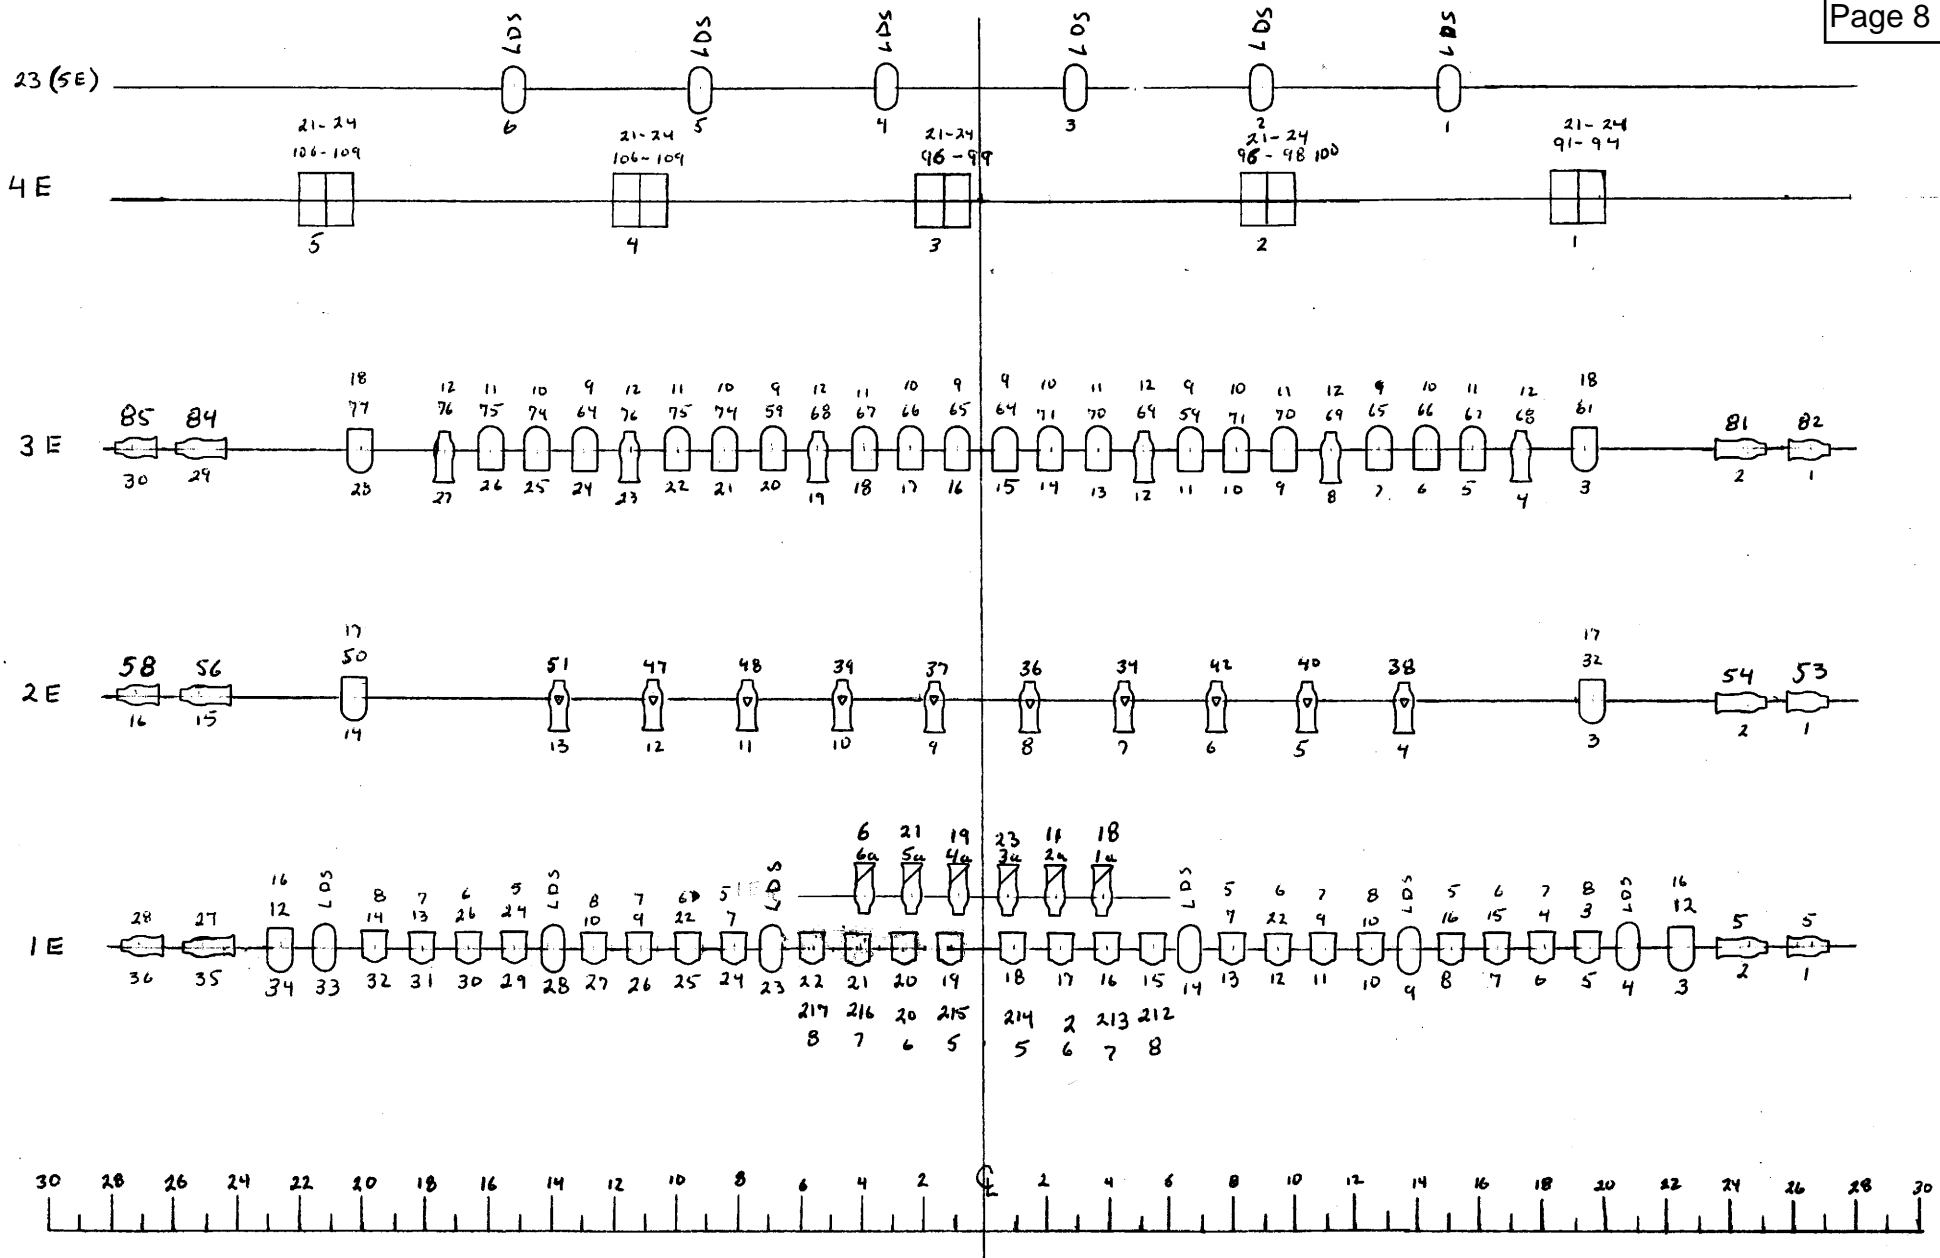 Page 8
LDS LDS LDS LDS LDS LDS
23 (5E)
6 5 4 3 2 1
21-24 21-24 21-24 21-24 21-24
106-109 106-109 96-99 96-98 100 91-94
4E
5 4 3 2 1
18 12 11 10 9 12 11 10 9 12 11 10 9 9 10 11 12 9 10 11 12 9 10 11 12 18
85 84 77 76 75 74 64 76 75 74 59 68 67 66 65 64 71 70 69 59 71 70 69 65 66 67 68 61 81 82
3E
30 29 28 27 26 25 24 23 22 21 20 19 18 17 16 15 14 13 12 11 10 9 8 7 6 5 4 3 2 1
17 17
58 56 50 51 47 48 39 37 36 34 42 40 38 32 54 53
2E
16 15 14 13 12 11 10 9 8 7 6 5 4 3 2 1
6 21 19 23 11 18
6a 5a 4a 3a 2a 1a
16 LDS 8 7 6 5 LDS 8 7 6 5 LDS LDS 5 6 7 8 LDS 5 6 7 8 LDS 16
28 27 12 14 13 26 24 10 9 22 7 7 22 9 10 16 15 4 3 12 5 5
1E
36 35 34 33 32 31 30 29 28 27 26 25 24 23 22 21 20 19 18 17 16 15 14 13 12 11 10 9 8 7 6 5 4 3 2 1
217 216 20 215 214 2 213 212
8 7 6 5 5 6 7 8
30 28 26 24 22 20 18 16 14 12 10 8 6 4 2 ℄ 2 4 6 8 10 12 14 16 18 20 22 24 26 28 30